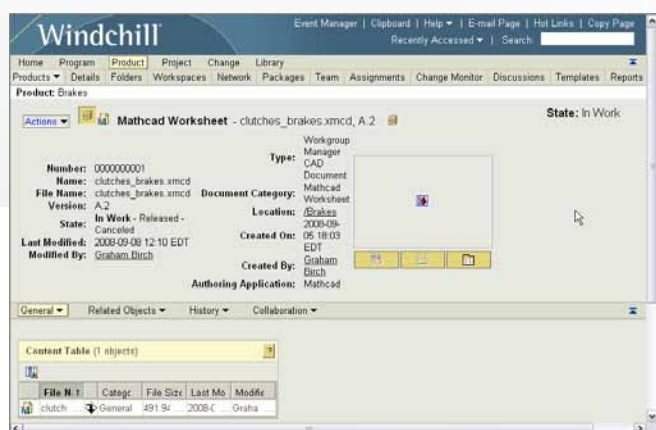 Windchill
Event Manager | Clipboard | Help | E-mail Page | Hot Links | Copy Page
Recently Accessed | Search:
Home Program Product Project Change Library
Products Details Folders Workspaces Network Packages Team Assignments Change Monitor Discussions Templates Reports
Product: Brakes
Actions Mathcad Worksheet - clutches_brakes.xmcd, A.2
State: In Work
Number: 0000000001
Name: clutches_brakes.xmcd
File Name: clutches_brakes.xmcd
Version: A.2
State: In Work - Released - Canceled
Last Modified: 2008-09-08 12:10 EDT
Modified By: Graham Birch
Type: Workgroup Manager CAD Document
Document Category: Mathcad Worksheet
Location: /Brakes
Created On: 2008-09-05 18:03 EDT
Created By: Graham Birch
Authoring Application: Mathcad
General Related Objects History Collaboration
Content Table (1 objects)
File N Categc File Size Last Mo Modific
clutch ... General 491.94 ... 2008-0 ... Graha ...